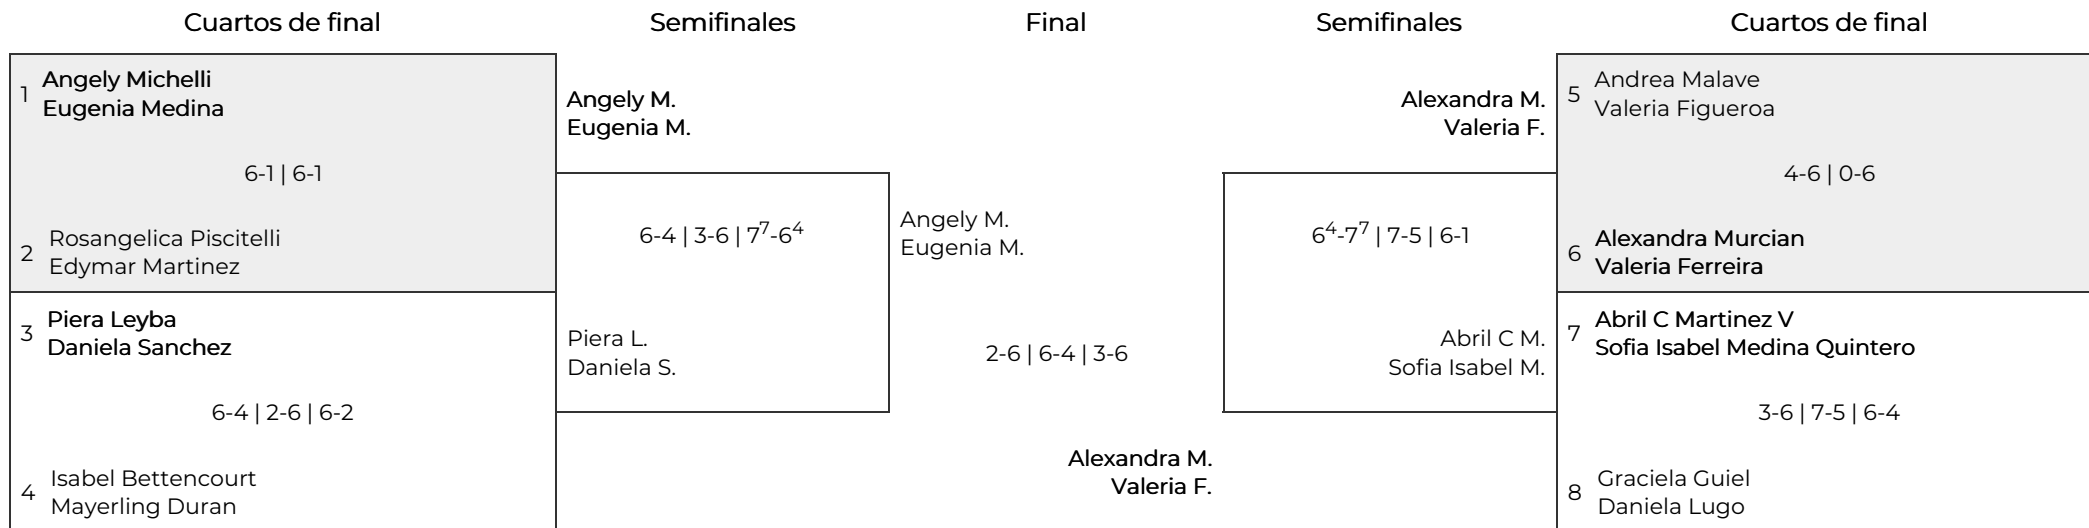 Cuartos de final
Semifinales
Final
Semifinales
Cuartos de final
1
Angely Michelli
Eugenia Medina
6-1 | 6-1
2
Rosangelica Piscitelli
Edymar Martinez
3
Piera Leyba
Daniela Sanchez
6-4 | 2-6 | 6-2
4
Isabel Bettencourt
Mayerling Duran
Angely M.
Eugenia M.
6-4 | 3-6 | 7⁷-6⁴
Piera L.
Daniela S.
Angely M.
Eugenia M.
2-6 | 6-4 | 3-6
Alexandra M.
Valeria F.
Alexandra M.
Valeria F.
6⁴-7⁷ | 7-5 | 6-1
Abril C M.
Sofia Isabel M.
5
Andrea Malave
Valeria Figueroa
4-6 | 0-6
6
Alexandra Murcian
Valeria Ferreira
7
Abril C Martinez V
Sofia Isabel Medina Quintero
3-6 | 7-5 | 6-4
8
Graciela Guiel
Daniela Lugo